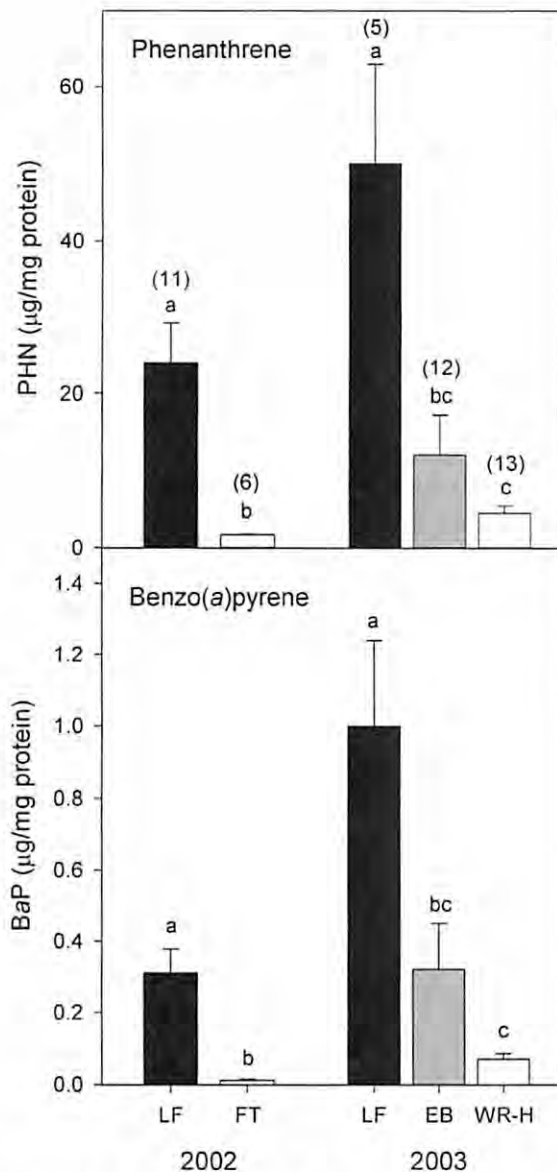 Phenanthrene
PHN (µg/mg protein)
60
40
20
0
(11)
a
(6)
b
(5)
a
(12)
bc
(13)
c
Benzo(a)pyrene
BaP (µg/mg protein)
1.4
1.2
1.0
0.8
0.6
0.4
0.2
0.0
a
b
a
bc
c
LF FT LF EB WR-H
2002 2003